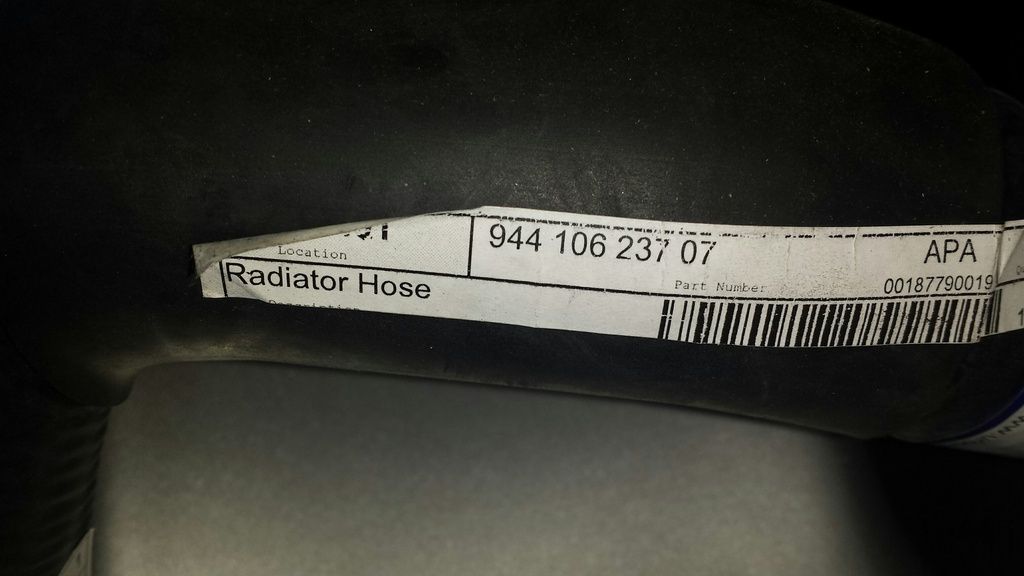 944 106 237 07 APA
Location
Part Number 00187790019
Radiator Hose